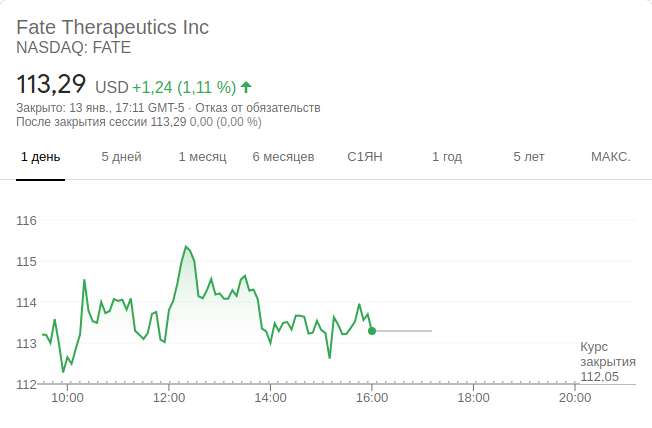 Fate Therapeutics Inc
NASDAQ: FATE
113,29 USD +1,24 (1,11 %)
Закрыто: 13 янв., 17:11 GMT-5 · Отказ от обязательств
После закрытия сессии 113,29 0,00 (0,00 %)
1 день 5 дней 1 месяц 6 месяцев С1ЯН 1 год 5 лет МАКС.
116
115
114
113
Курс
закрытия
112,05
112
10:00 12:00 14:00 16:00 18:00 20:00